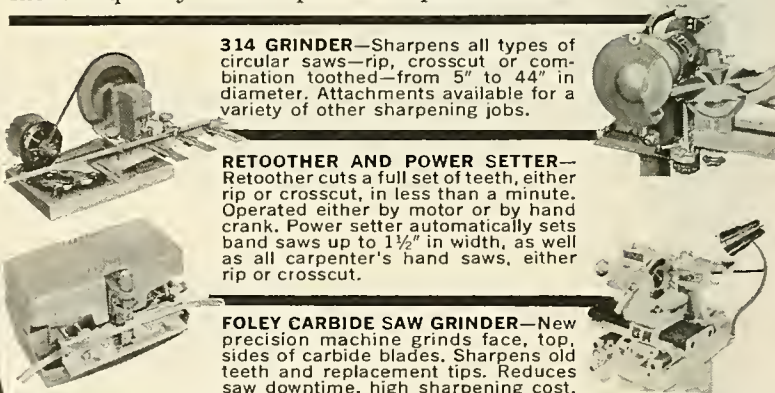 314 GRINDER—Sharpens all types of
circular saws—rip, crosscut or com-
bination toothed—from 5" to 44" in
diameter. Attachments available for a
variety of other sharpening jobs.
RETOOTHER AND POWER SETTER—
Retoother cuts a full set of teeth, either
rip or crosscut, in less than a minute.
Operated either by motor or by hand
crank. Power setter automatically sets
band saws up to 1½" in width, as well
as all carpenter's hand saws, either
rip or crosscut.
FOLEY CARBIDE SAW GRINDER—New
precision machine grinds face, top,
sides of carbide blades. Sharpens old
teeth and replacement tips. Reduces
saw downtime, high sharpening cost.